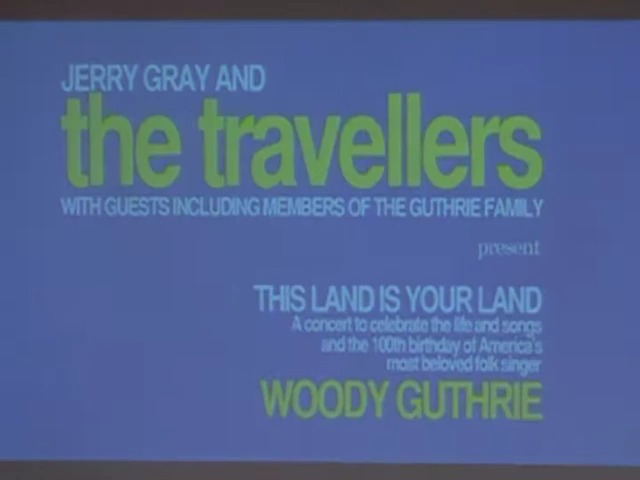 JERRY GRAY AND
the travellers
WITH GUESTS INCLUDING MEMBERS OF THE GUTHRIE FAMILY
present
THIS LAND IS YOUR LAND
A concert to celebrate the life and songs
and the 100th birthday of America's
most beloved folk singer
WOODY GUTHRIE